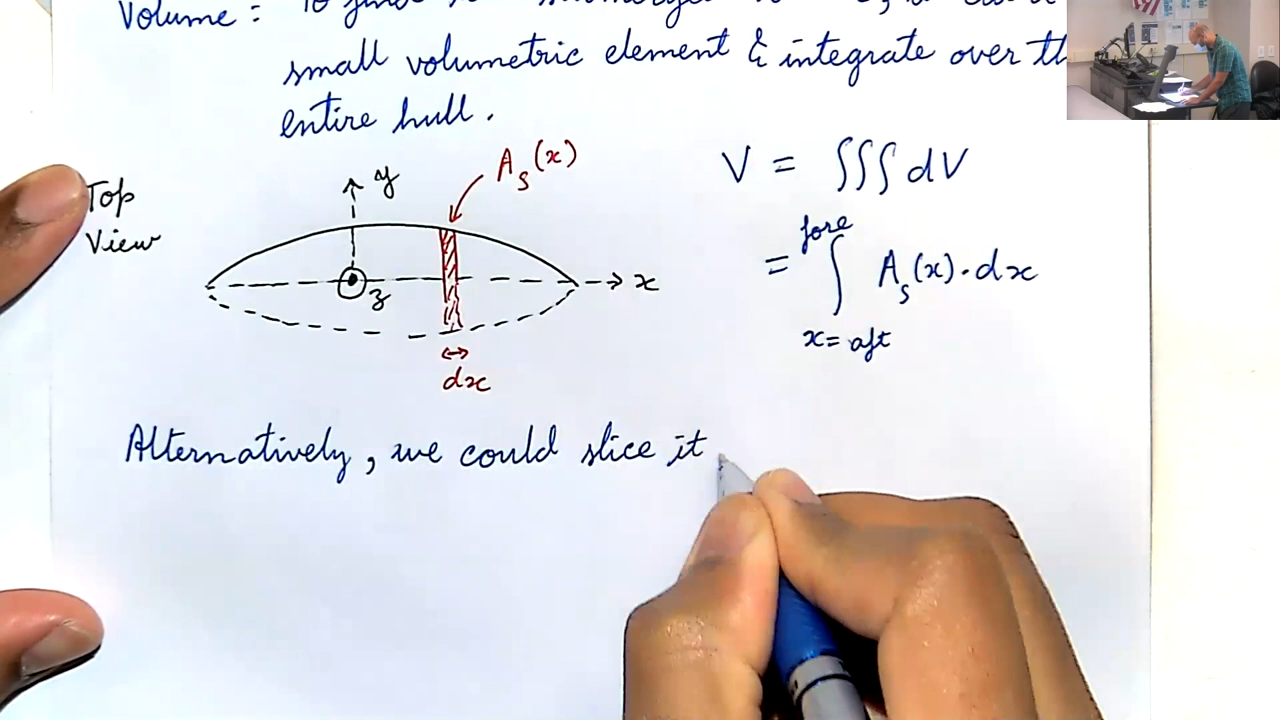 Volume :
small volumetric element & integrate over
entire hull .
Top
View
y
A_s(x)
x
z
dx
V = ∫∫∫ dV
= ∫ A_s(x) · dx
fore
x = aft
Alternatively, we could slice it